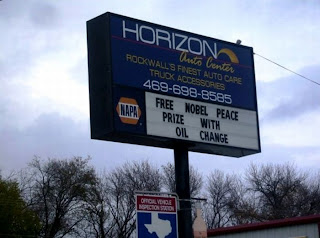 HORIZON
Auto Center
ROCKWALL'S FINEST AUTO CARE
TRUCK ACCESSORIES
469-698-8585
NAPA
FREE NOBEL PEACE
PRIZE WITH
OIL CHANGE
OFFICIAL VEHICLE
INSPECTION STATION